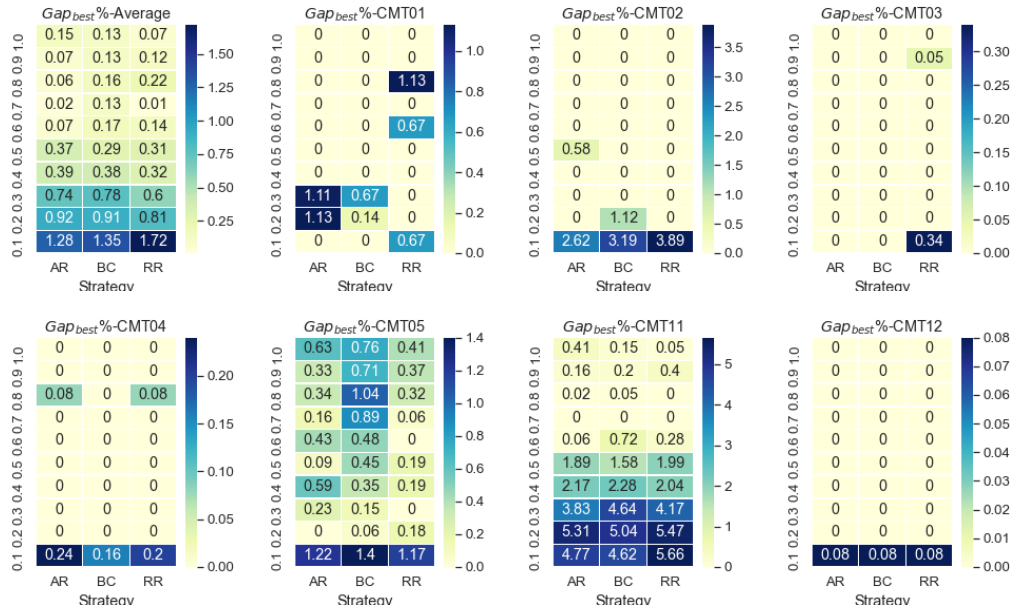 Gap_best%-Average
0.1 0.2 0.3 0.4 0.5 0.6 0.7 0.8 0.9 1.0
0.15 0.13 0.07
0.07 0.13 0.12
0.06 0.16 0.22
0.02 0.13 0.01
0.07 0.17 0.14
0.37 0.29 0.31
0.39 0.38 0.32
0.74 0.78 0.6
0.92 0.91 0.81
1.28 1.35 1.72
AR BC RR
Strategy
1.50
1.25
1.00
0.75
0.50
0.25
Gap_best%-CMT01
0.1 0.2 0.3 0.4 0.5 0.6 0.7 0.8 0.9 1.0
0 0 0
0 0 0
0 0 1.13
0 0 0
0 0 0.67
0 0 0
0 0 0
1.11 0.67 0
1.13 0.14 0
0 0 0.67
AR BC RR
Strategy
1.0
0.8
0.6
0.4
0.2
0.0
Gap_best%-CMT02
0.1 0.2 0.3 0.4 0.5 0.6 0.7 0.8 0.9 1.0
0 0 0
0 0 0
0 0 0
0 0 0
0 0 0
0.58 0 0
0 0 0
0 0 0
0 1.12 0
2.62 3.19 3.89
AR BC RR
Strategy
3.5
3.0
2.5
2.0
1.5
1.0
0.5
0.0
Gap_best%-CMT03
0.1 0.2 0.3 0.4 0.5 0.6 0.7 0.8 0.9 1.0
0 0 0
0 0 0.05
0 0 0
0 0 0
0 0 0
0 0 0
0 0 0
0 0 0
0 0 0
0 0 0.34
AR BC RR
Strategy
0.30
0.25
0.20
0.15
0.10
0.05
0.00
Gap_best%-CMT04
0.1 0.2 0.3 0.4 0.5 0.6 0.7 0.8 0.9 1.0
0 0 0
0 0 0
0.08 0 0.08
0 0 0
0 0 0
0 0 0
0 0 0
0 0 0
0 0 0
0.24 0.16 0.2
AR BC RR
Strategy
0.20
0.15
0.10
0.05
0.00
Gap_best%-CMT05
0.1 0.2 0.3 0.4 0.5 0.6 0.7 0.8 0.9 1.0
0.63 0.76 0.41
0.33 0.71 0.37
0.34 1.04 0.32
0.16 0.89 0.06
0.43 0.48 0
0.09 0.45 0.19
0.59 0.35 0.19
0.23 0.15 0
0 0.06 0.18
1.22 1.4 1.17
AR BC RR
Strategy
1.4
1.2
1.0
0.8
0.6
0.4
0.2
0.0
Gap_best%-CMT11
0.1 0.2 0.3 0.4 0.5 0.6 0.7 0.8 0.9 1.0
0.41 0.15 0.05
0.16 0.2 0.4
0.02 0.05 0
0 0 0
0.06 0.72 0.28
1.89 1.58 1.99
2.17 2.28 2.04
3.83 4.64 4.17
5.31 5.04 5.47
4.77 4.62 5.66
AR BC RR
Strategy
5
4
3
2
1
0
Gap_best%-CMT12
0.1 0.2 0.3 0.4 0.5 0.6 0.7 0.8 0.9 1.0
0 0 0
0 0 0
0 0 0
0 0 0
0 0 0
0 0 0
0 0 0
0 0 0
0 0 0
0.08 0.08 0.08
AR BC RR
Strategy
0.08
0.07
0.06
0.05
0.04
0.03
0.02
0.01
0.00